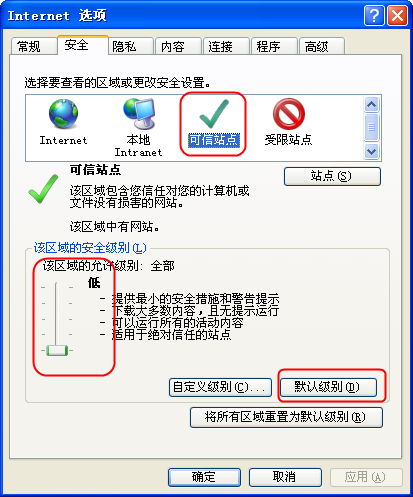 Internet 选项
常规 安全 隐私 内容 连接 程序 高级
选择要查看的区域或更改安全设置。
Internet 本地 Intranet 可信站点 受限站点
可信站点
站点(S)
该区域包含您信任对您的计算机或
文件没有损害的网站。
该区域中有网站。
该区域的安全级别(L)
该区域的允许级别: 全部
低
- 提供最小的安全措施和警告提示
- 下载大多数内容，且无提示运行
- 可以运行所有的活动内容
- 适用于绝对信任的站点
自定义级别(C)... 默认级别(D)
将所有区域重置为默认级别(R)
确定 取消 应用(A)